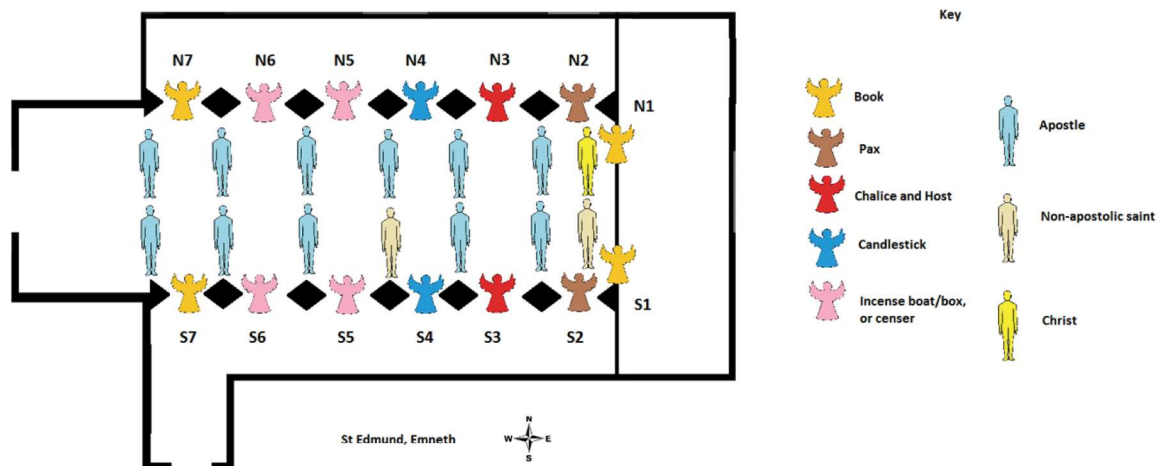 Key
N7 N6 N5 N4 N3 N2
N1
S1
S7 S6 S5 S4 S3 S2
St Edmund, Emneth
N
W E
S
Book
Pax
Chalice and Host
Candlestick
Incense boat/box,
or censer
Apostle
Non-apostolic saint
Christ